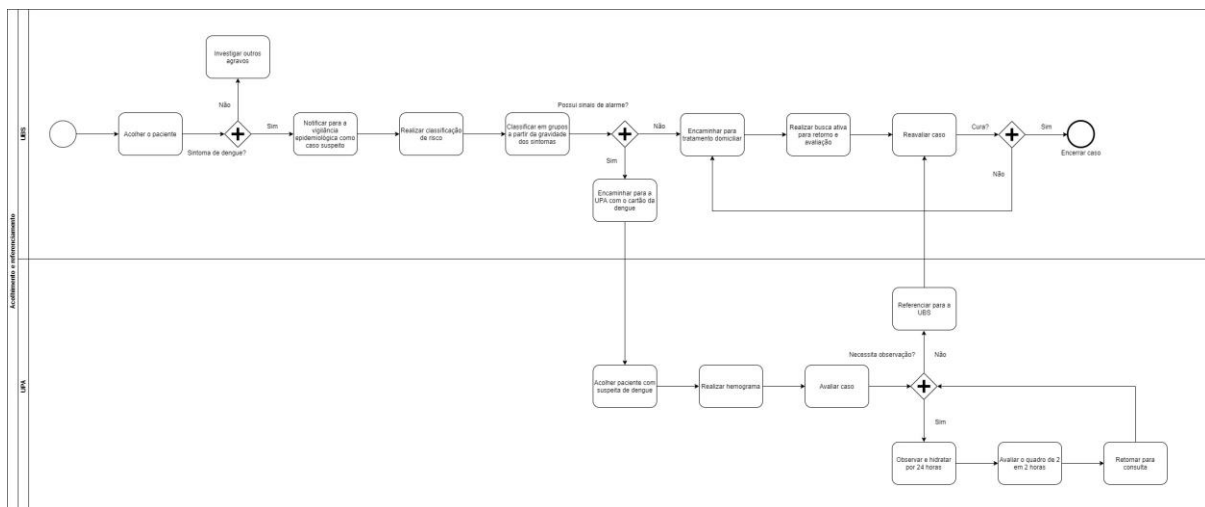 Acolhimento e referenciamento
UBS
Investigar outros
agravos
Não
Acolher o paciente
Sintoma de dengue?
Sim
Notificar para a
vigilância
epidemiológica como
caso suspeito
Realizar classificação
de risco
Classificar em grupos
a partir da gravidade
dos sintomas
Possui sinais de alarme?
Não
Sim
Encaminhar para
tratamento domiciliar
Realizar busca ativa
para retorno e
avaliação
Reavaliar caso
Cura?
Sim
Encerrar caso
Não
Encaminhar para a
UPA com o cartão da
dengue
UPA
Acolher paciente com
suspeita de dengue
Realizar hemograma
Avaliar caso
Necessita observação?
Não
Referenciar para a
UBS
Sim
Observar e hidratar
por 24 horas
Avaliar o quadro de 2
em 2 horas
Retornar para
consulta